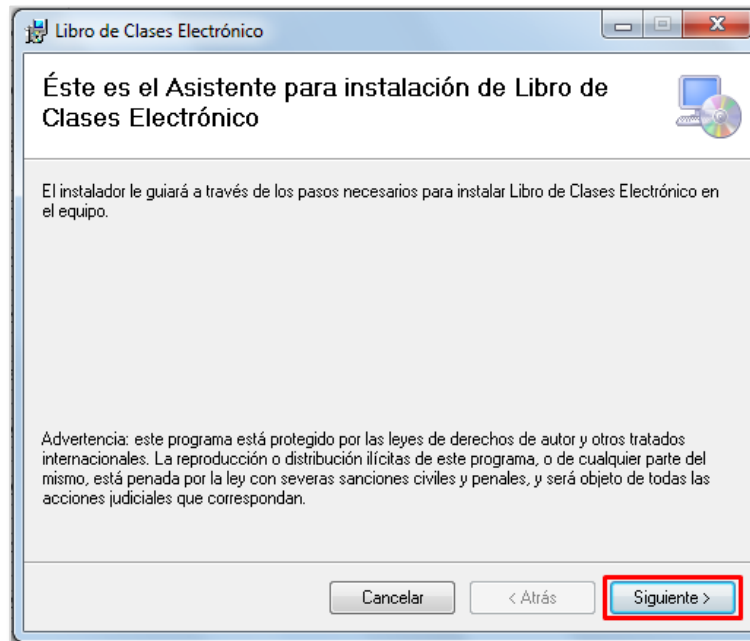 Libro de Clases Electrónico
Éste es el Asistente para instalación de Libro de
Clases Electrónico
El instalador le guiará a través de los pasos necesarios para instalar Libro de Clases Electrónico en
el equipo.
Advertencia: este programa está protegido por las leyes de derechos de autor y otros tratados
internacionales. La reproducción o distribución ilícitas de este programa, o de cualquier parte del
mismo, está penada por la ley con severas sanciones civiles y penales, y será objeto de todas las
acciones judiciales que correspondan.
Cancelar
< Atrás
Siguiente >